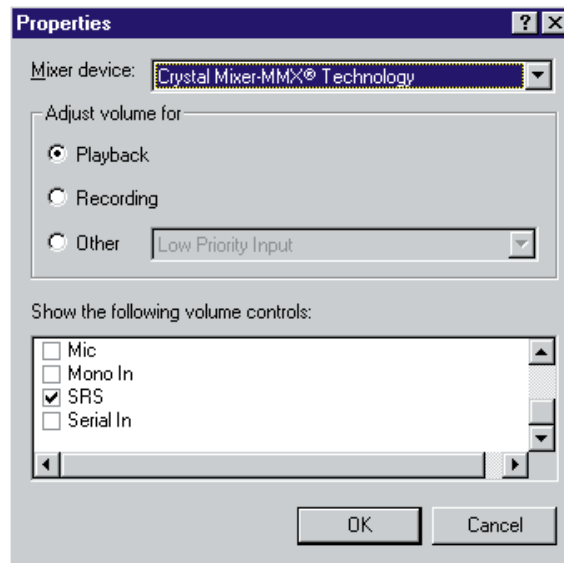 Properties
Mixer device: Crystal Mixer-MMX® Technology
Adjust volume for
Playback
Recording
Other Low Priority Input
Show the following volume controls:
Mic
Mono In
SRS
Serial In
OK Cancel